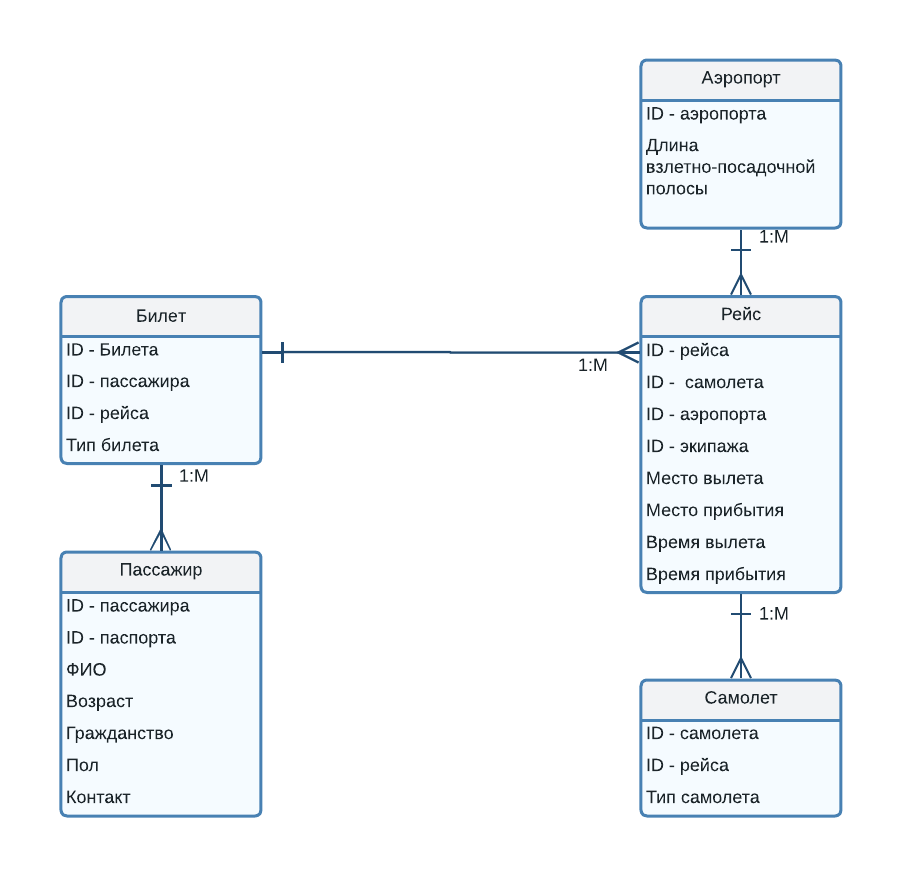 Аэропорт
ID - аэропорта
Длина
взлетно-посадочной
полосы
1:M
Билет
ID - Билета
ID - пассажира
ID - рейса
Тип билета
1:M
Рейс
ID - рейса
ID - самолета
ID - аэропорта
ID - экипажа
Место вылета
Место прибытия
Время вылета
Время прибытия
1:M
Пассажир
ID - пассажира
ID - паспорта
ФИО
Возраст
Гражданство
Пол
Контакт
1:M
Самолет
ID - самолета
ID - рейса
Тип самолета